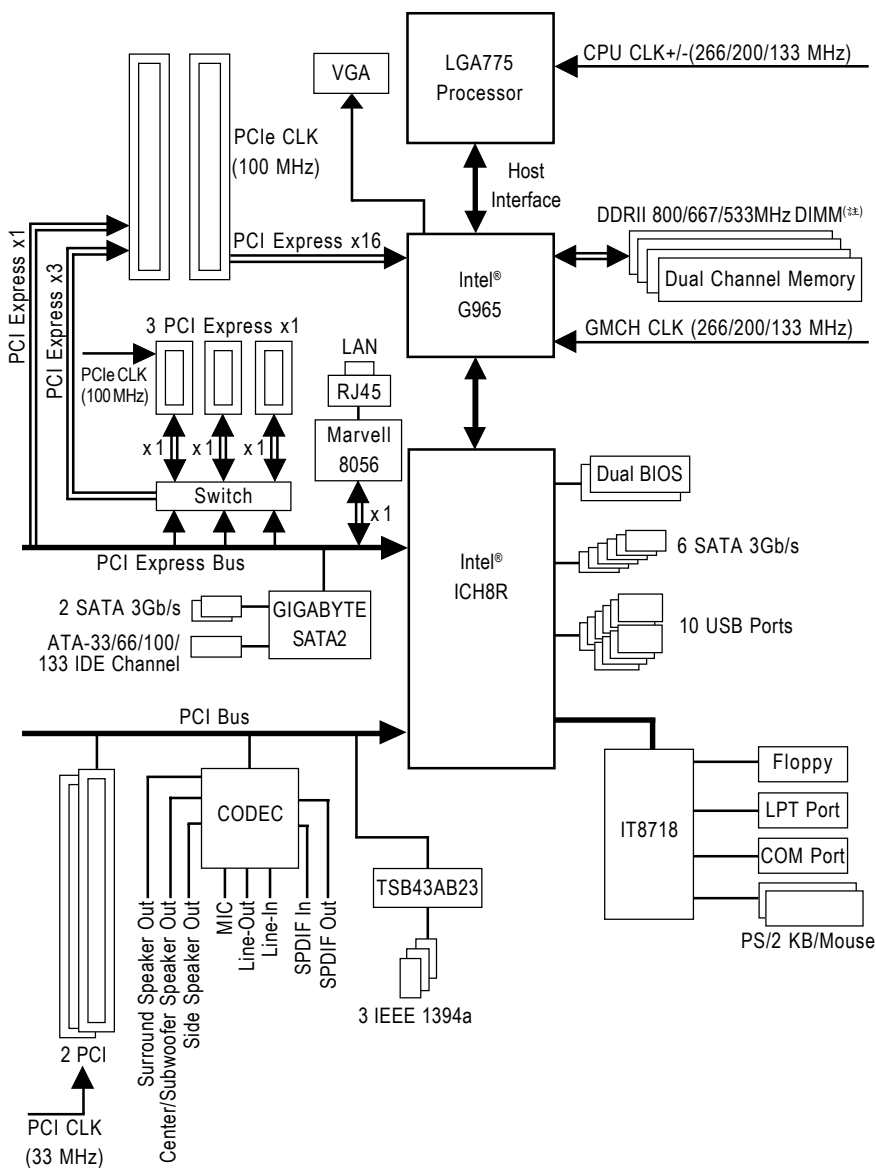 VGA
LGA775
Processor
CPU CLK+/-(266/200/133 MHz)
PCIe CLK
(100 MHz)
Host
Interface
DDRII 800/667/533MHz DIMM(註)
Dual Channel Memory
PCI Express x16
Intel®
G965
GMCH CLK (266/200/133 MHz)
PCI Express x1
PCI Express x3
3 PCI Express x1
PCIe CLK
(100 MHz)
LAN
RJ45
Marvell
8056
x 1
x 1
x 1
x 1
Switch
PCI Express Bus
Dual BIOS
Intel®
ICH8R
6 SATA 3Gb/s
10 USB Ports
2 SATA 3Gb/s
GIGABYTE
SATA2
ATA-33/66/100/
133 IDE Channel
PCI Bus
CODEC
IT8718
Floppy
LPT Port
COM Port
PS/2 KB/Mouse
TSB43AB23
3 IEEE 1394a
Surround Speaker Out
Center/Subwoofer Speaker Out
Side Speaker Out
MIC
Line-Out
Line-In
SPDIF In
SPDIF Out
2 PCI
PCI CLK
(33 MHz)